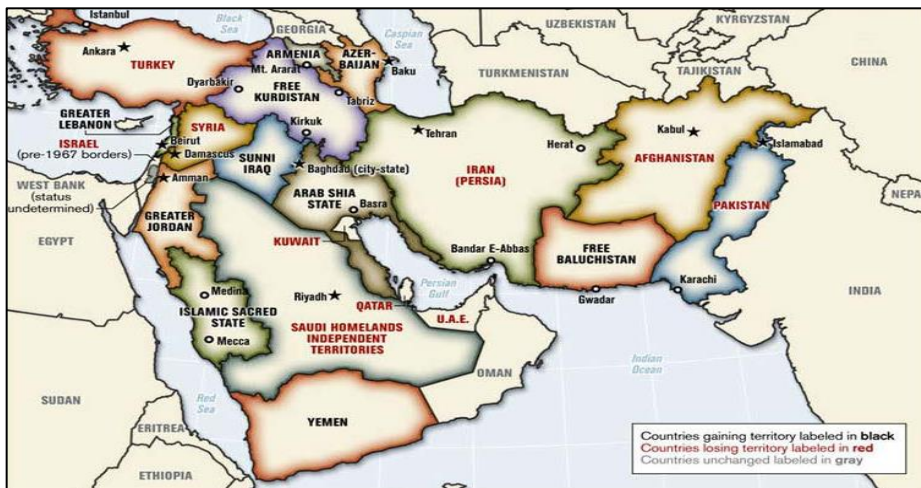 Istanbul
Black
Sea
GEORGIA
Caspian
Sea
UZBEKISTAN
KYRGYZSTAN
Ankara
TURKEY
ARMENIA
Mt. Ararat
AZER-
BAIJAN
Baku
TURKMENISTAN
TAJIKISTAN
CHINA
Dyarbakir
FREE
KURDISTAN
Tabriz
GREATER
LEBANON
SYRIA
Kirkuk
Tehran
Herat
Kabul
Islamabad
ISRAEL
(pre-1967 borders)
Beirut
Damascus
SUNNI
IRAQ
Baghdad (city-state)
IRAN
(PERSIA)
AFGHANISTAN
WEST BANK
(status
undetermined)
Amman
ARAB SHIA
STATE
Basra
PAKISTAN
NEPA
GREATER
JORDAN
EGYPT
KUWAIT
Bandar E-Abbas
FREE
BALUCHISTAN
Karachi
Gwadar
INDIA
Persian
Gulf
Medina
ISLAMIC SACRED
STATE
Mecca
Riyadh
QATAR
U.A.E.
SAUDI HOMELANDS
INDEPENDENT
TERRITORIES
OMAN
Indian
Ocean
SUDAN
Red
Sea
YEMEN
ERITREA
ETHIOPIA
Countries gaining territory labeled in black
Countries losing territory labeled in red
Countries unchanged labeled in gray